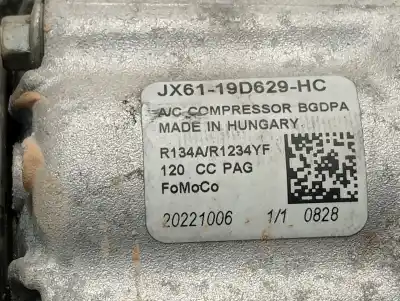 JX61-19D629-HC
A/C COMPRESSOR BGDPA
MADE IN HUNGARY
R134A/R1234YF
120 CC PAG
FoMoCo
20221006 1/1 0828